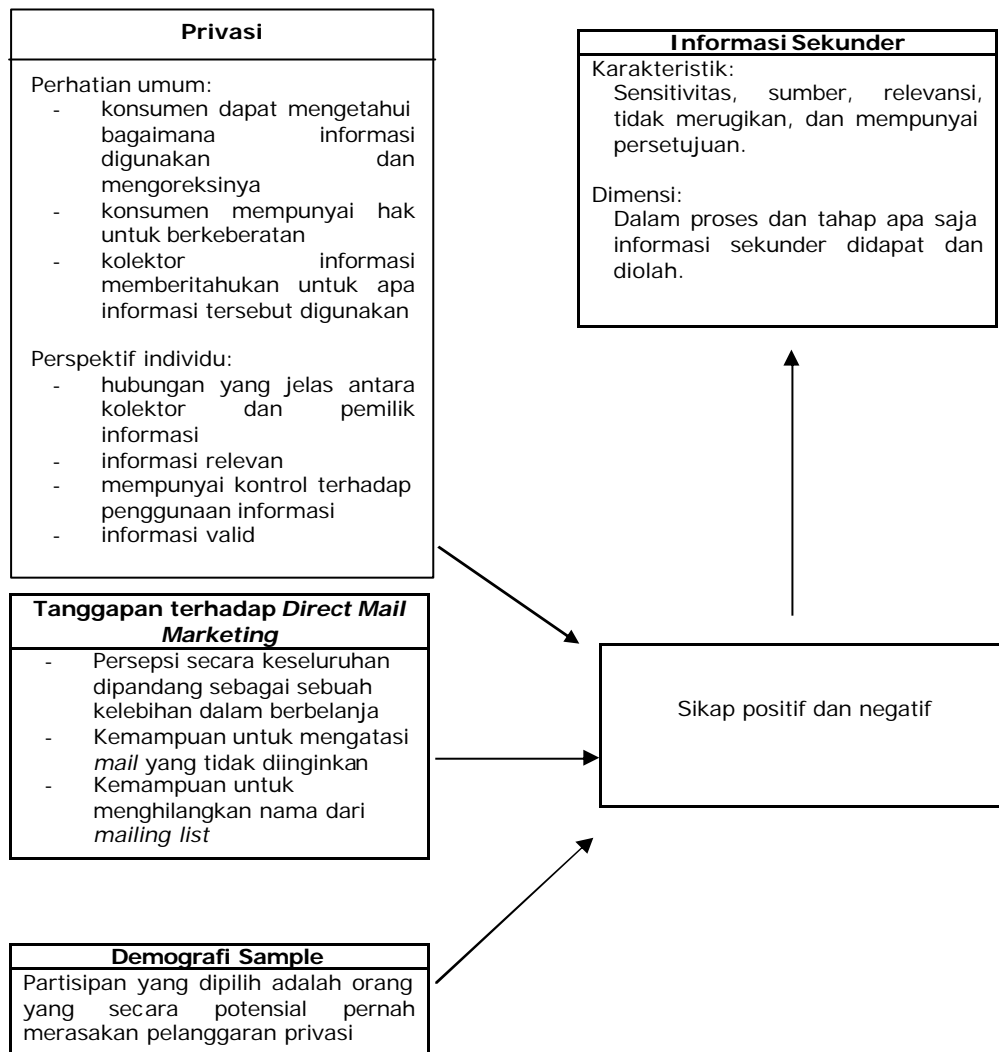 Privasi
Perhatian umum:
- konsumen dapat mengetahui
bagaimana informasi
digunakan dan
mengoreksinya
- konsumen mempunyai hak
untuk berkeberatan
- kolektor informasi
memberitahukan untuk apa
informasi tersebut digunakan
Perspektif individu:
- hubungan yang jelas antara
kolektor dan pemilik
informasi
- informasi relevan
- mempunyai kontrol terhadap
penggunaan informasi
- informasi valid
Informasi Sekunder
Karakteristik:
Sensitivitas, sumber, relevansi,
tidak merugikan, dan mempunyai
persetujuan.
Dimensi:
Dalam proses dan tahap apa saja
informasi sekunder didapat dan
diolah.
Tanggapan terhadap Direct Mail
Marketing
- Persepsi secara keseluruhan
dipandang sebagai sebuah
kelebihan dalam berbelanja
- Kemampuan untuk mengatasi
mail yang tidak diinginkan
- Kemampuan untuk
menghilangkan nama dari
mailing list
Sikap positif dan negatif
Demografi Sample
Partisipan yang dipilih adalah orang
yang secara potensial pernah
merasakan pelanggaran privasi